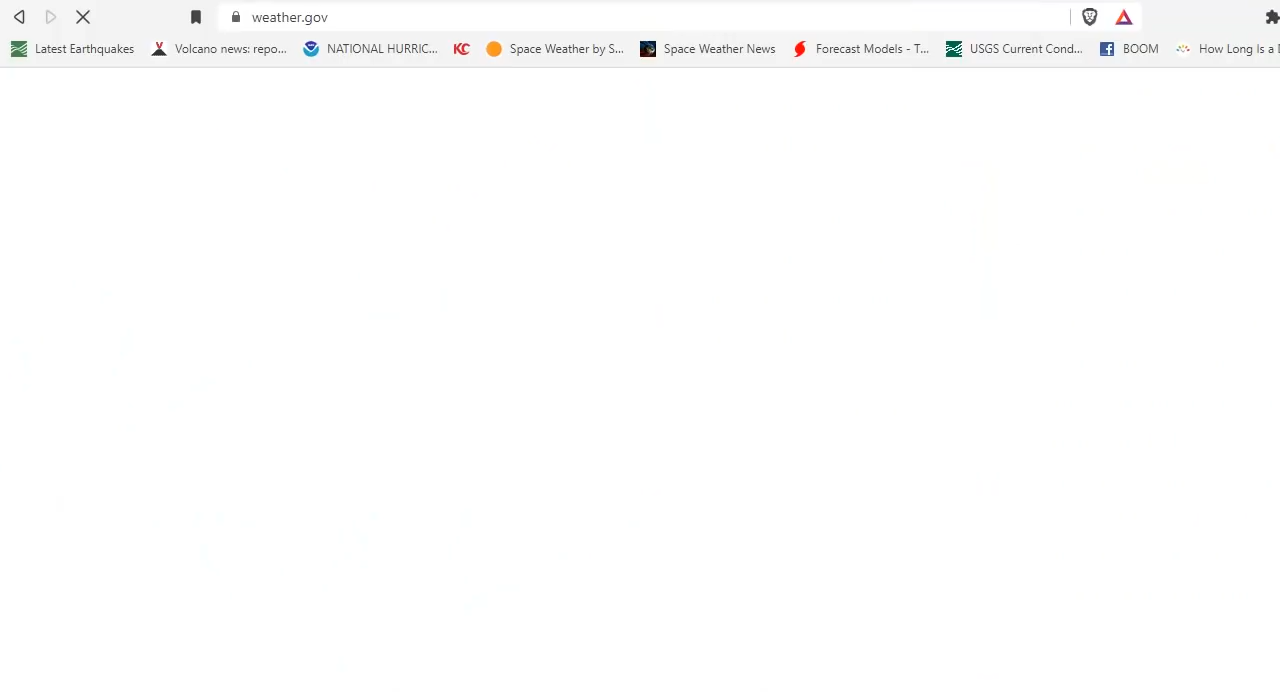 weather.gov
Latest Earthquakes Volcano news: repo... NATIONAL HURRIC... KC Space Weather by S... Space Weather News Forecast Models - T... USGS Current Cond... BOOM How Long Is a D